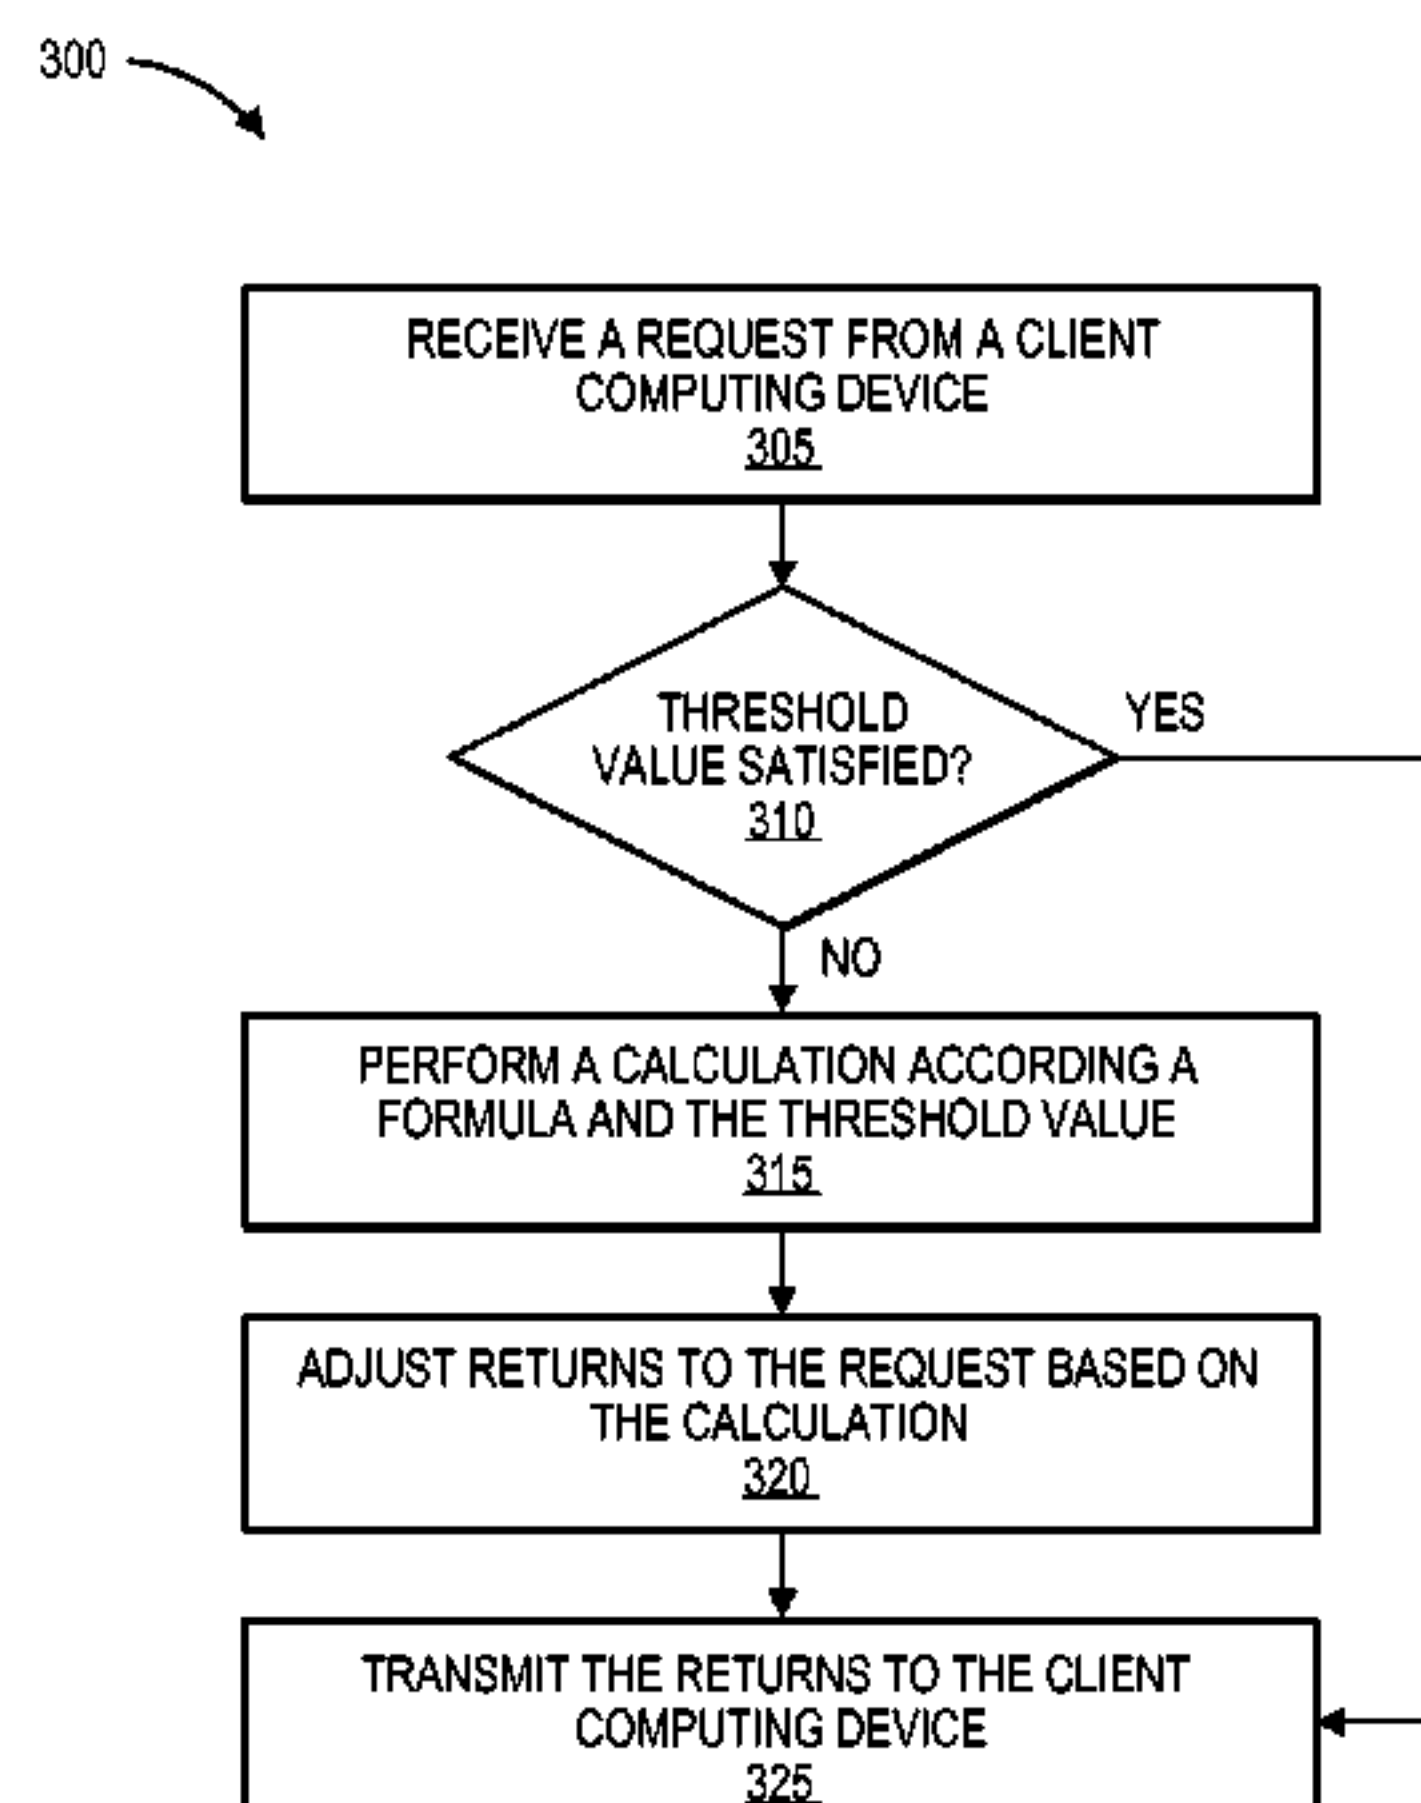 300
RECEIVE A REQUEST FROM A CLIENT
COMPUTING DEVICE
305
THRESHOLD
VALUE SATISFIED?
310
YES
NO
PERFORM A CALCULATION ACCORDING A
FORMULA AND THE THRESHOLD VALUE
315
ADJUST RETURNS TO THE REQUEST BASED ON
THE CALCULATION
320
TRANSMIT THE RETURNS TO THE CLIENT
COMPUTING DEVICE
325